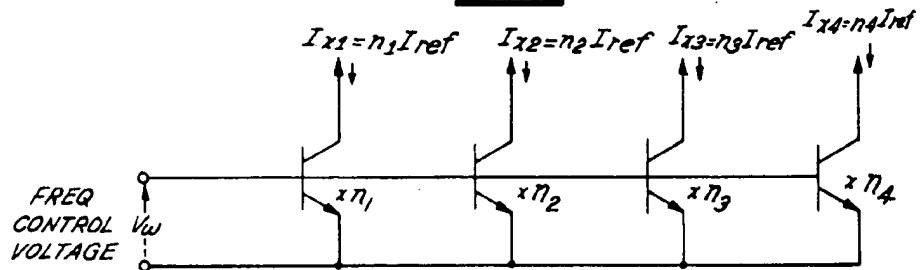 Ix1=n1Iref
Ix2=n2Iref
Ix3=n3Iref
Ix4=n4Iref
xn1
xn2
xn3
xn4
FREQ
CONTROL
VOLTAGE
Vω